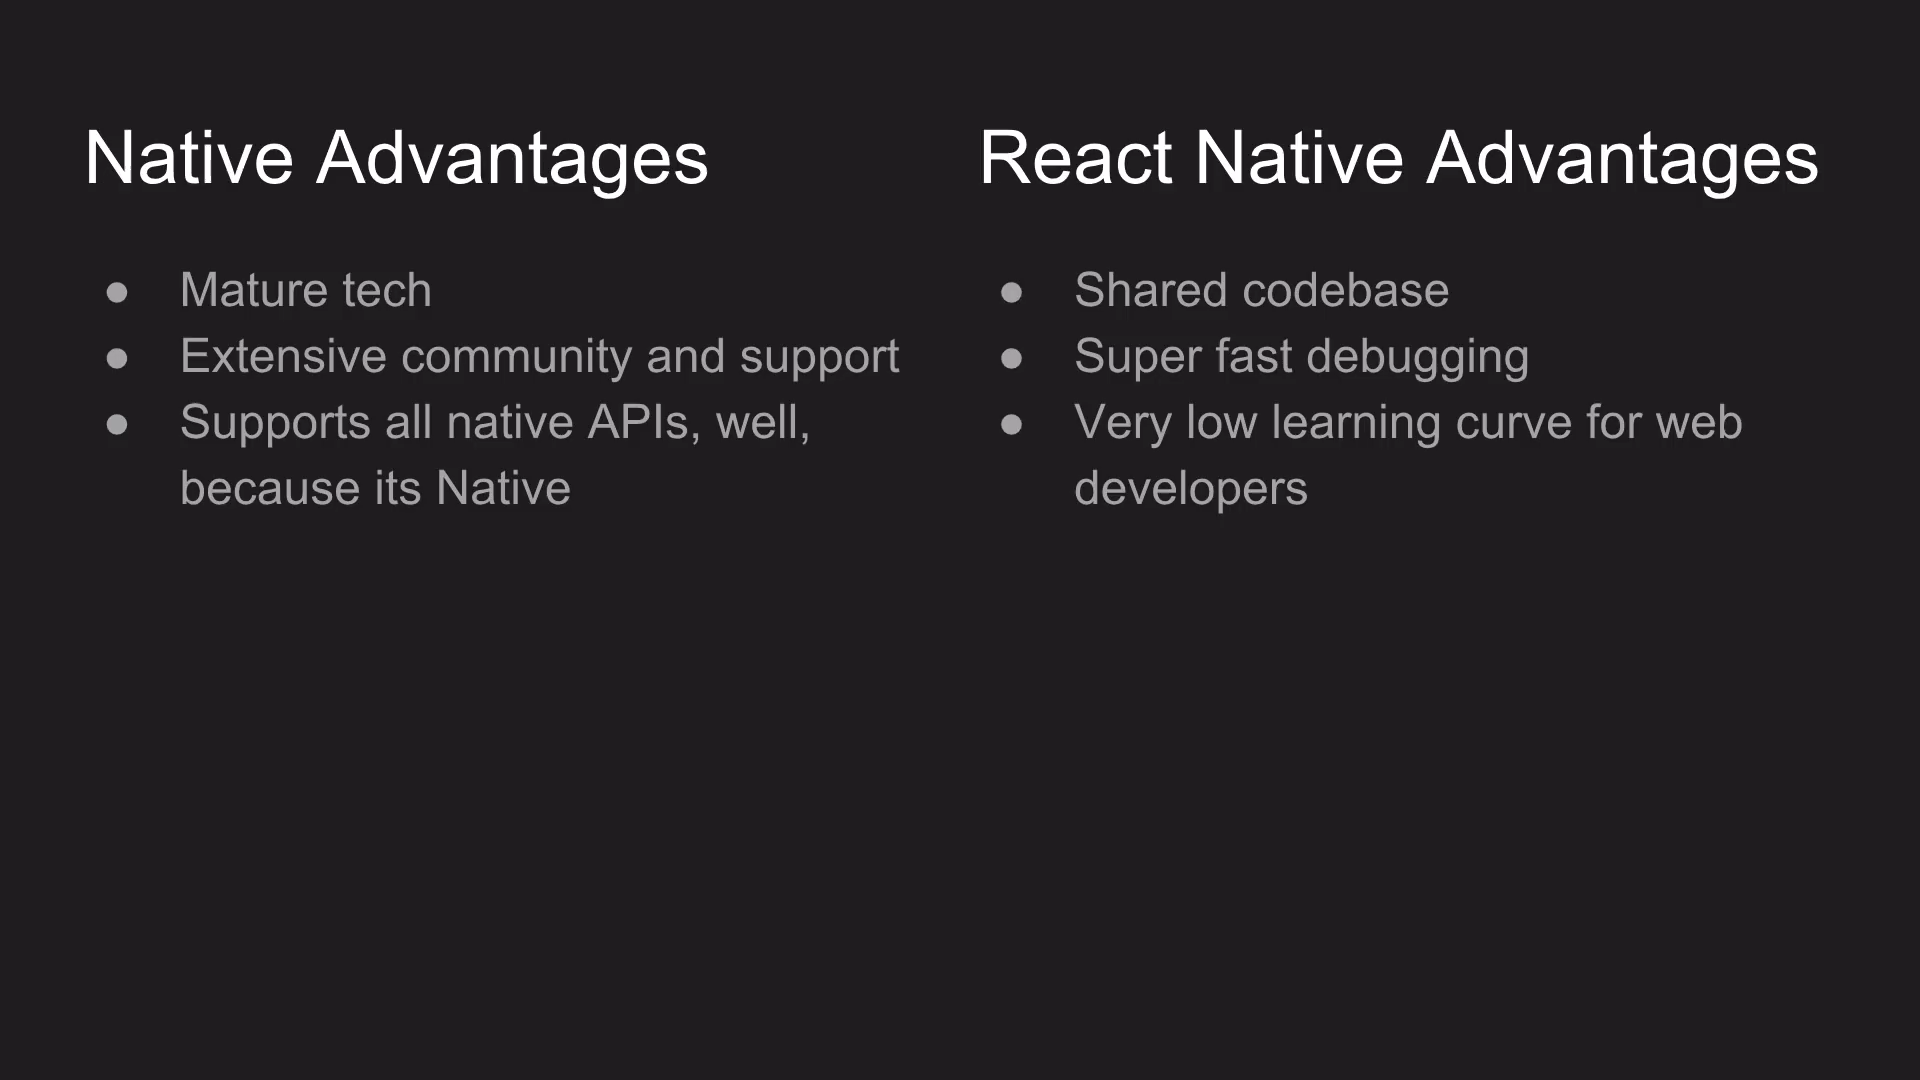 Native Advantages
● Mature tech
● Extensive community and support
● Supports all native APIs, well,
because its Native
React Native Advantages
● Shared codebase
● Super fast debugging
● Very low learning curve for web
developers